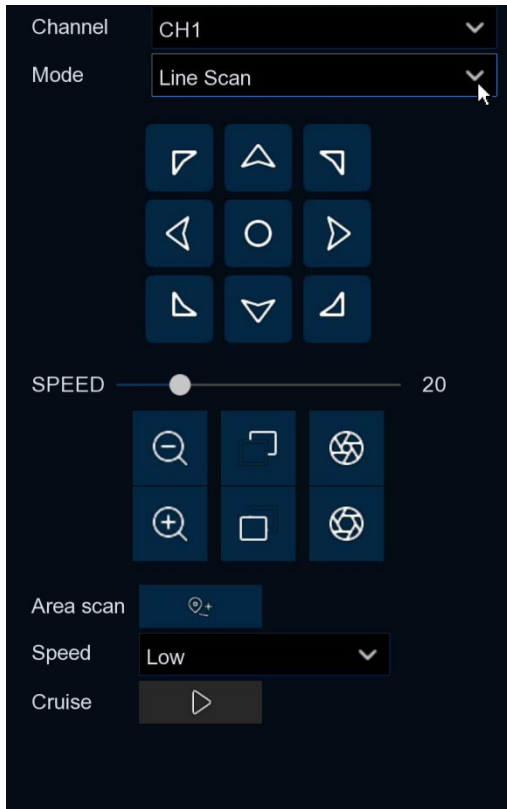 Channel CH1
Mode Line Scan
SPEED 20
Area scan
Speed Low
Cruise